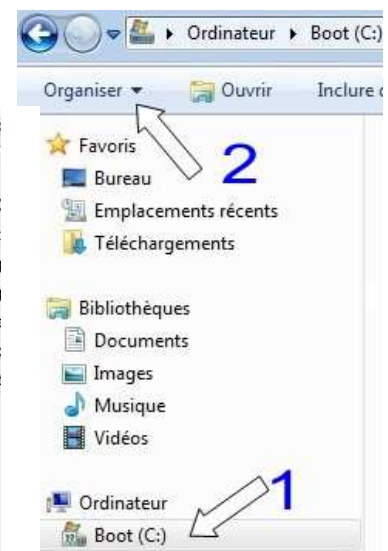 Ordinateur Boot (C:)
Organiser Ouvrir Inclure
Favoris
2
Bureau
Emplacements récents
Téléchargements
Bibliothèques
Documents
Images
Musique
Vidéos
1
Ordinateur
Boot (C:)